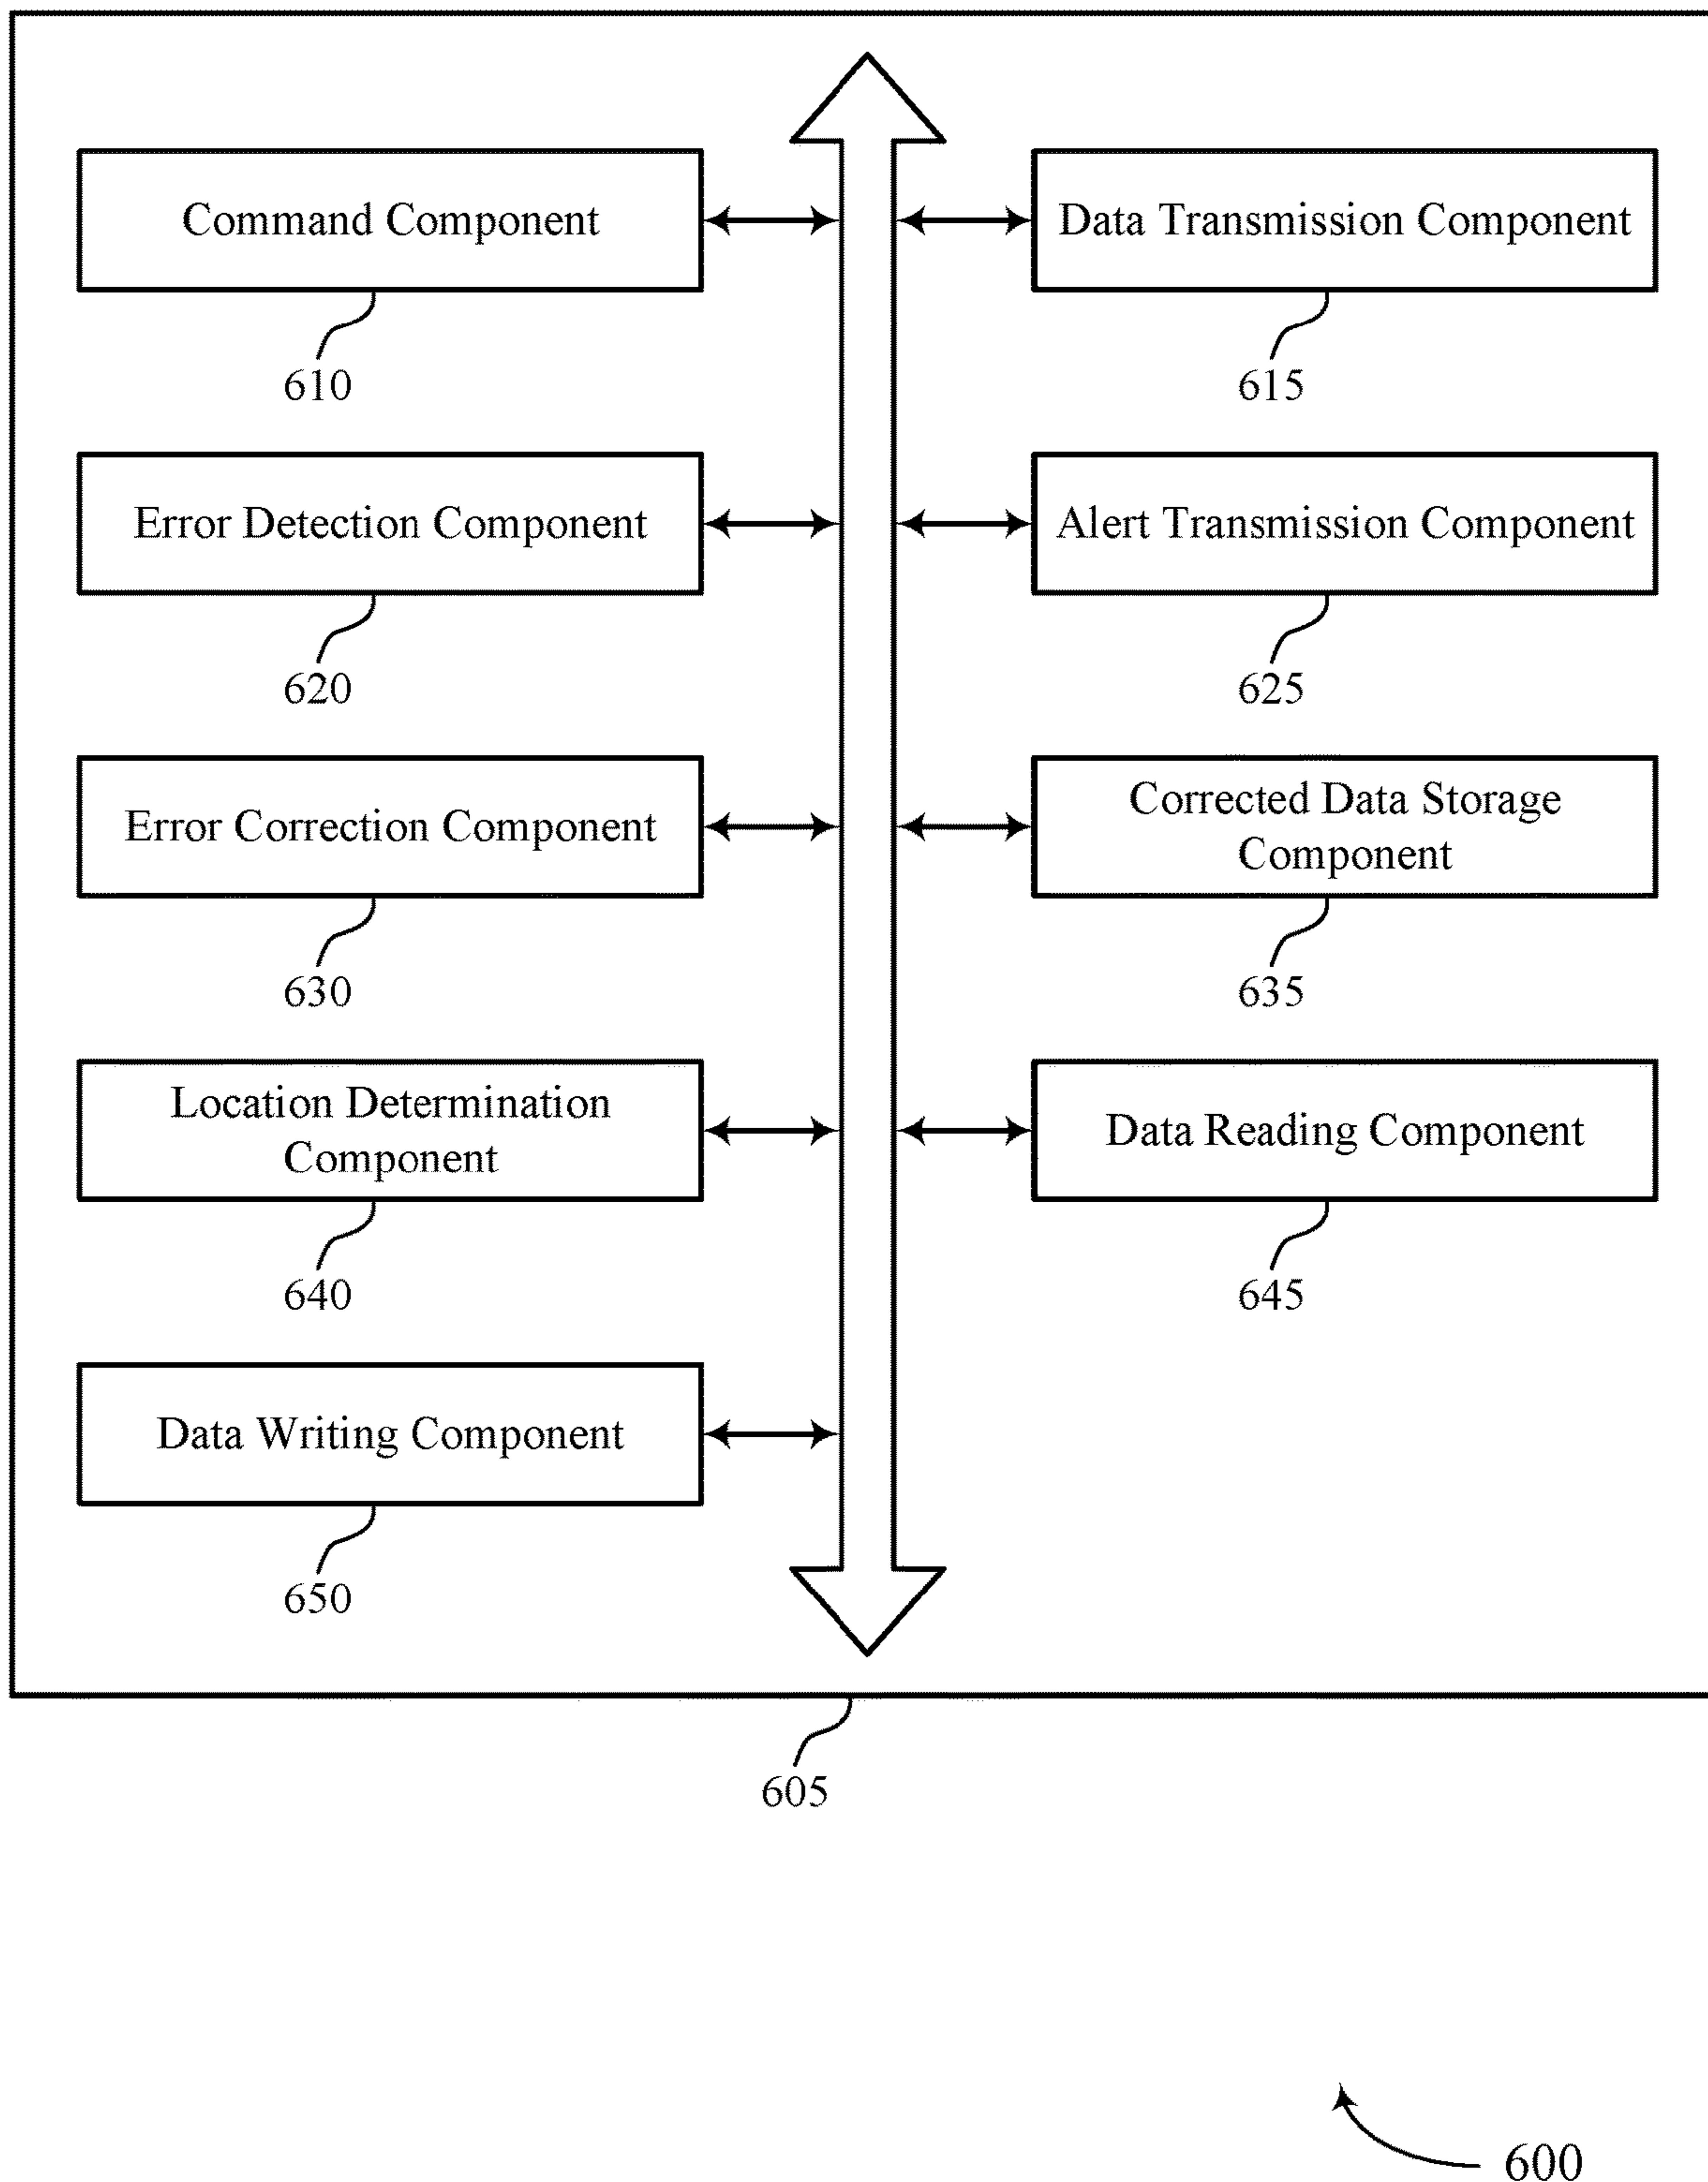 Command Component
Data Transmission Component
610
615
Error Detection Component
Alert Transmission Component
620
625
Error Correction Component
Corrected Data Storage
Component
630
635
Location Determination
Component
Data Reading Component
640
645
Data Writing Component
650
605
600